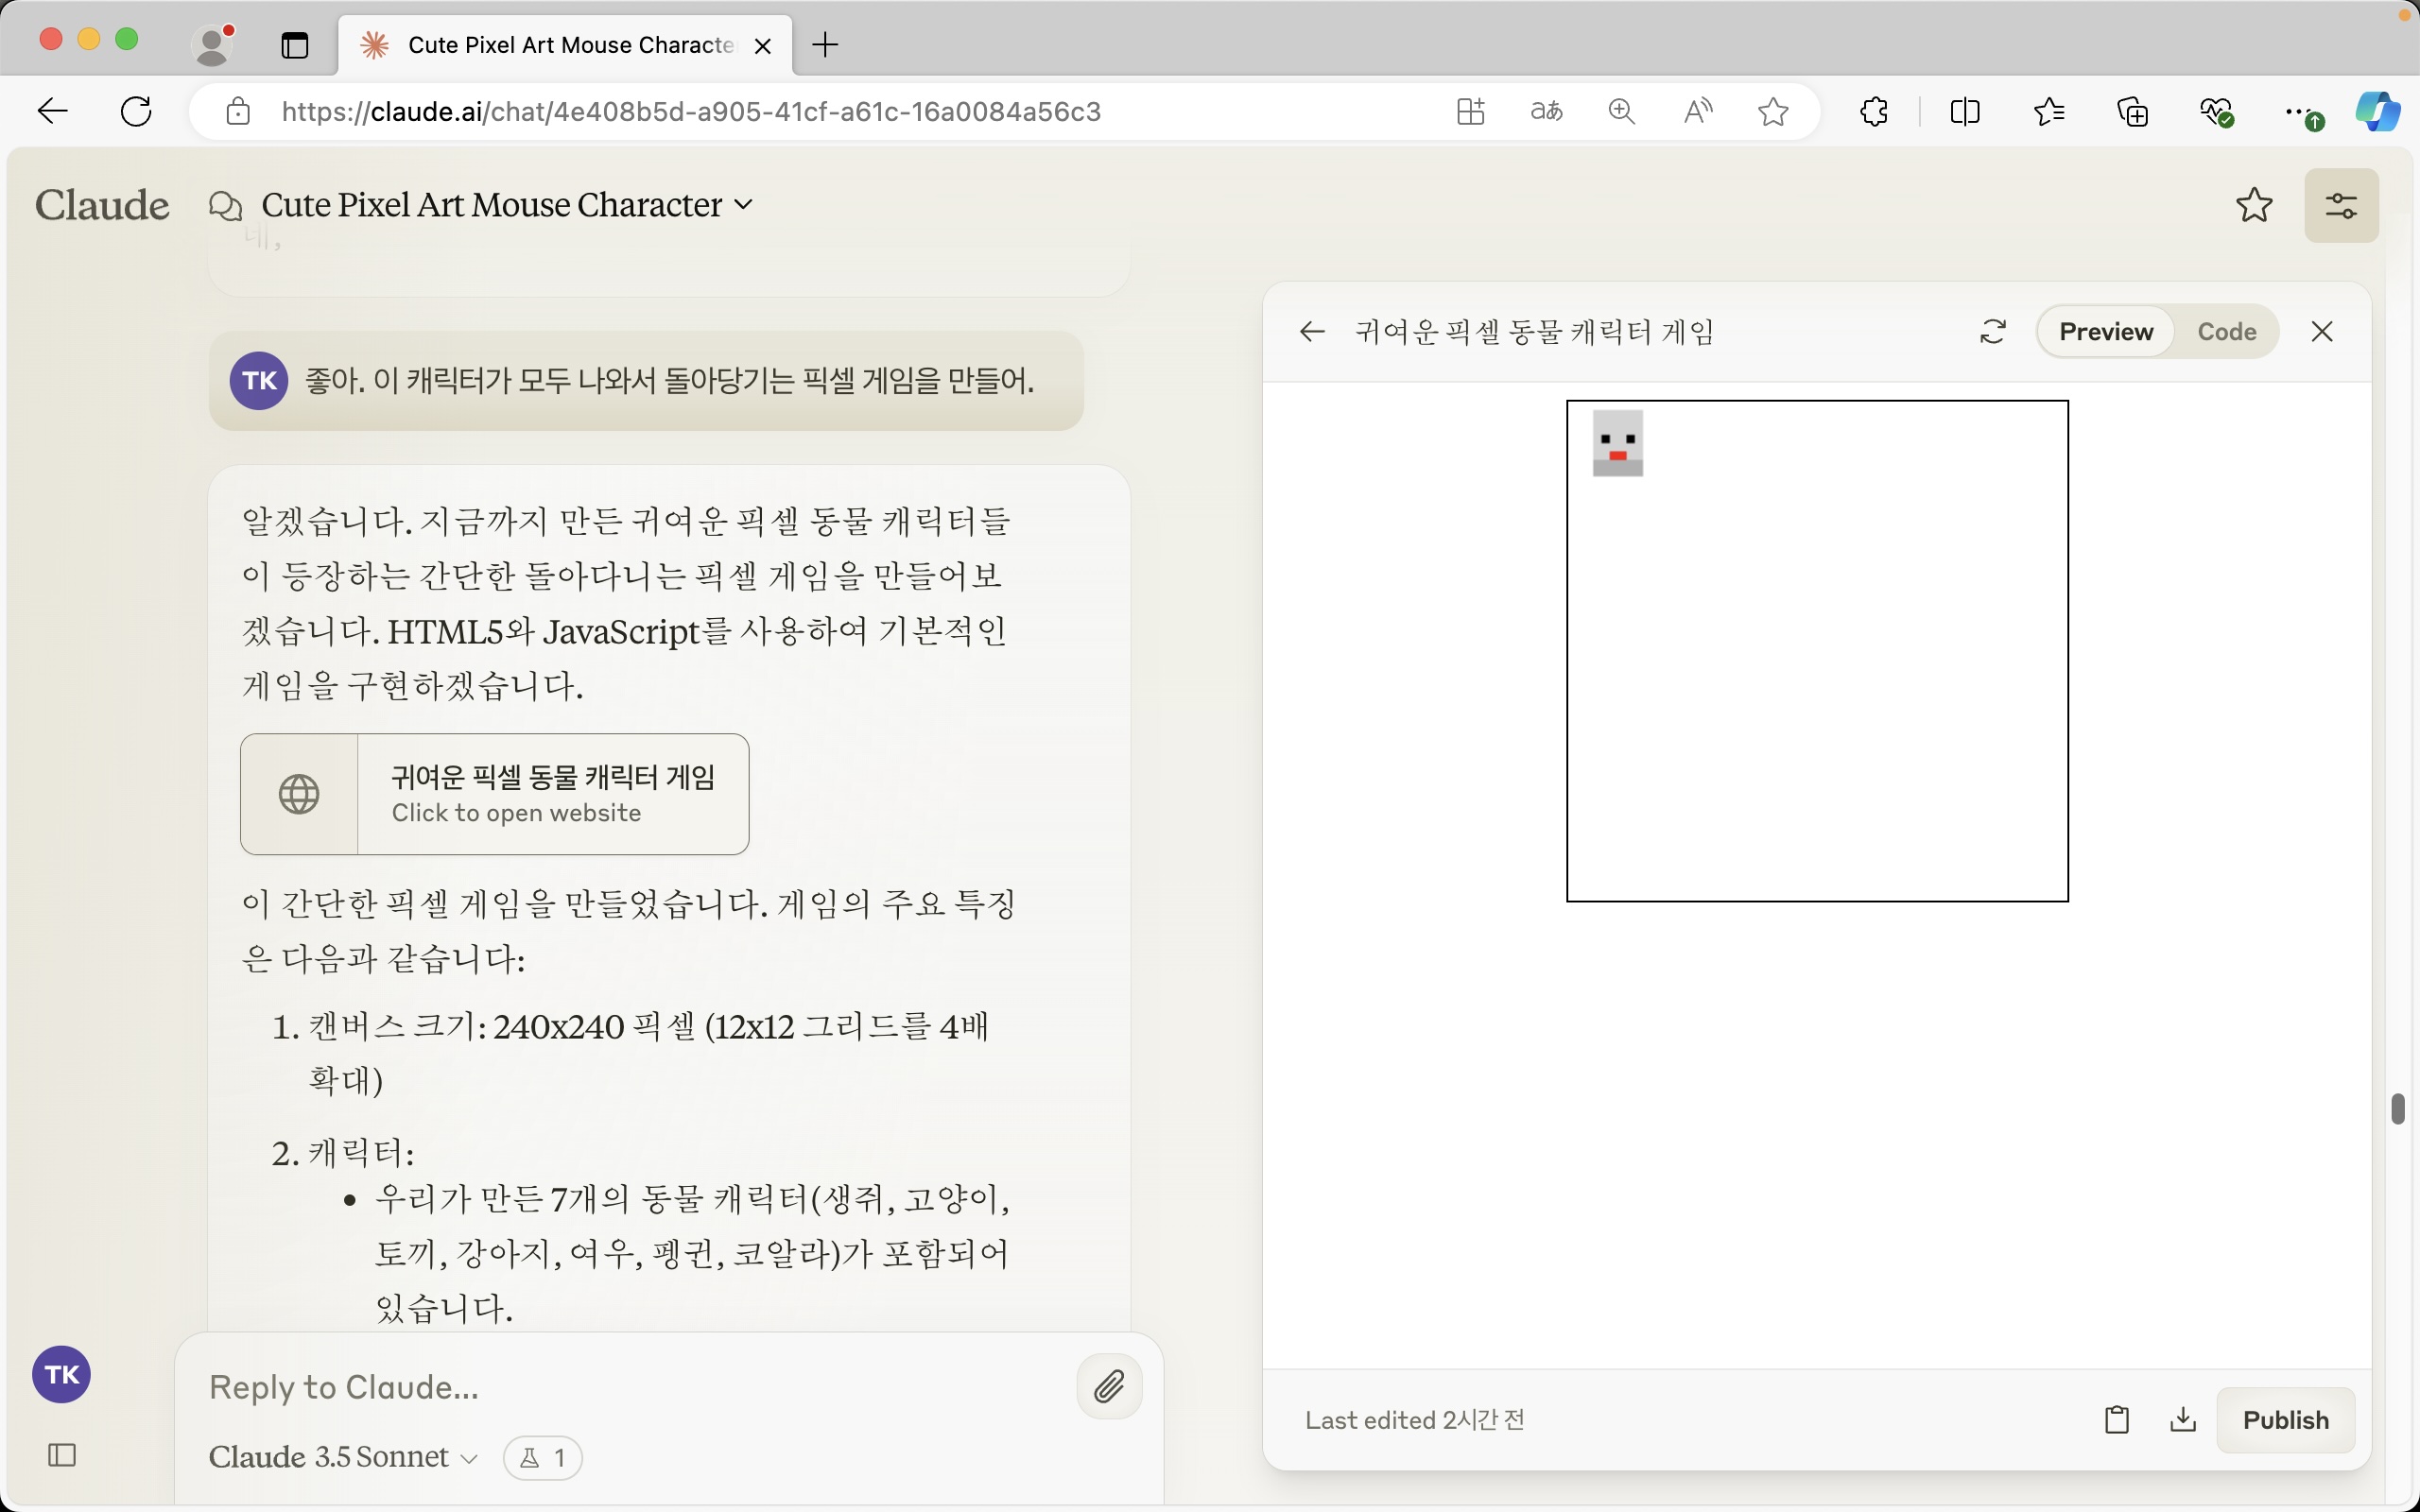 Cute Pixel Art Mouse Characte
https://claude.ai/chat/4e408b5d-a905-41cf-a61c-16a0084a56c3
Claude
Cute Pixel Art Mouse Character
네,
TK
좋아. 이 캐릭터가 모두 나와서 돌아당기는 픽셀 게임을 만들어.
알겠습니다. 지금까지 만든 귀여운 픽셀 동물 캐릭터들
이 등장하는 간단한 돌아다니는 픽셀 게임을 만들어보
겠습니다. HTML5와 JavaScript를 사용하여 기본적인
게임을 구현하겠습니다.
귀여운 픽셀 동물 캐릭터 게임
Click to open website
이 간단한 픽셀 게임을 만들었습니다. 게임의 주요 특징
은 다음과 같습니다:
1. 캔버스 크기: 240x240 픽셀 (12x12 그리드를 4배
확대)
2. 캐릭터:
• 우리가 만든 7개의 동물 캐릭터(생쥐, 고양이,
토끼, 강아지, 여우, 펭귄, 코알라)가 포함되어
있습니다.
TK
Reply to Claude...
Claude 3.5 Sonnet
1
귀여운 픽셀 동물 캐릭터 게임
Preview
Code
Last edited 2시간 전
Publish